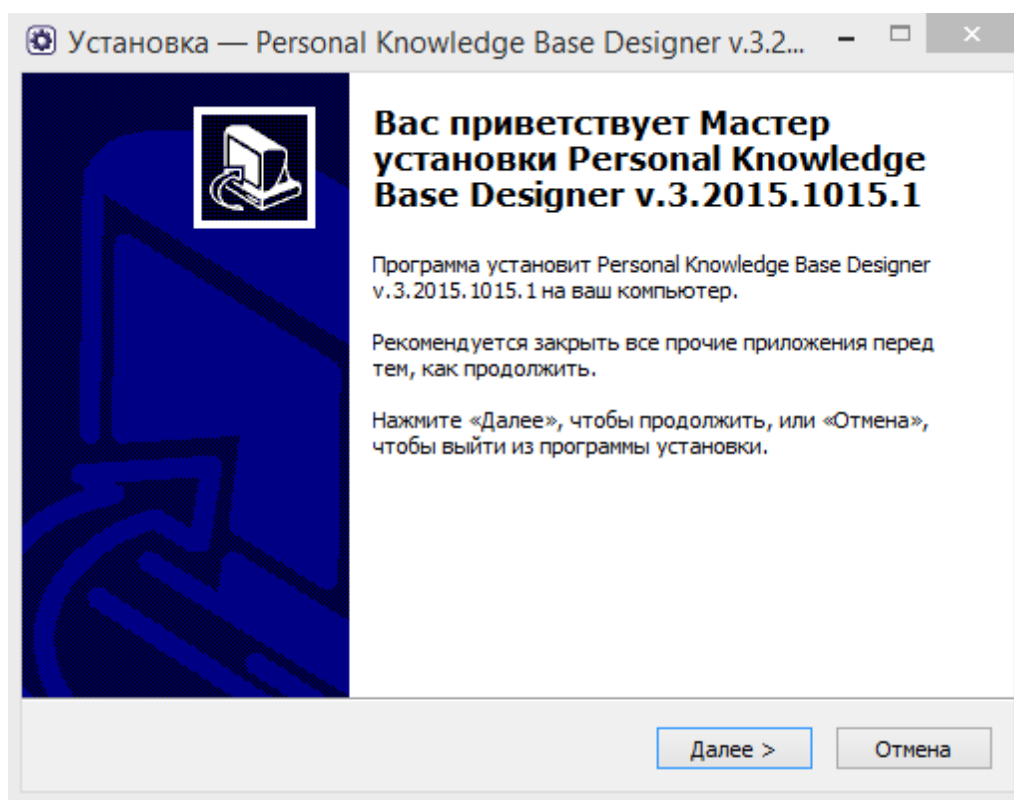 Установка — Personal Knowledge Base Designer v.3.2...
Вас приветствует Мастер
установки Personal Knowledge
Base Designer v.3.2015.1015.1
Программа установит Personal Knowledge Base Designer
v.3.2015.1015.1 на ваш компьютер.
Рекомендуется закрыть все прочие приложения перед
тем, как продолжить.
Нажмите «Далее», чтобы продолжить, или «Отмена»,
чтобы выйти из программы установки.
Далее >
Отмена